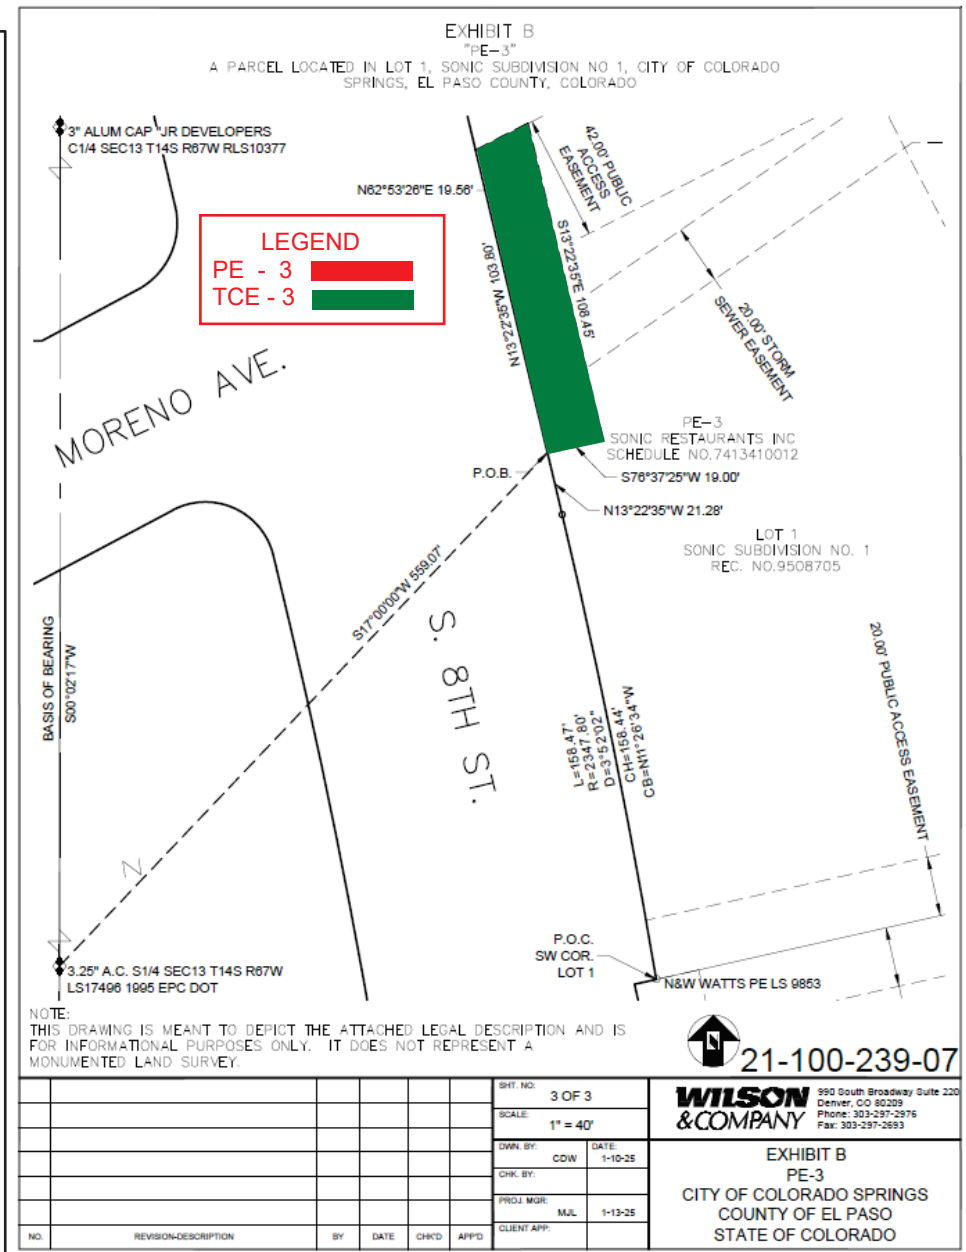 EXHIBIT B
"PE-3"
A PARCEL LOCATED IN LOT 1, SONIC SUBDIVISION NO 1, CITY OF COLORADO
SPRINGS, EL PASO COUNTY, COLORADO
3" ALUM CAP "JR DEVELOPERS
C1/4 SEC13 T14S R67W RLS10377
42.00' PUBLIC
ACCESS
EASEMENT
N62°53'26"E 19.56'
LEGEND
PE - 3
TCE - 3
N13°22'35"W 103.80'
S13°22'35"E 108.45'
20.00' STORM
SEWER EASEMENT
MORENO AVE.
PE-3
SONIC RESTAURANTS INC
SCHEDULE NO.7413410012
P.O.B.
S76°37'25"W 19.00'
N13°22'35"W 21.28'
LOT 1
SONIC SUBDIVISION NO. 1
REC. NO.9508705
S17°00'00"W 559.07'
BASIS OF BEARING
S00°02'17"W
S. 8TH ST.
20.00' PUBLIC ACCESS EASEMENT
L=158.47'
R=2347.80'
D=3°52'02"
CH=158.44'
CB=N11°26'34"W
P.O.C.
SW COR.
LOT 1
N&W WATTS PE LS 9853
3.25" A.C. S1/4 SEC13 T14S R67W
LS17496 1995 EPC DOT
NOTE:
THIS DRAWING IS MEANT TO DEPICT THE ATTACHED LEGAL DESCRIPTION AND IS
FOR INFORMATIONAL PURPOSES ONLY. IT DOES NOT REPRESENT A
MONUMENTED LAND SURVEY.
N
21-100-239-07
SHT. NO:
3 OF 3
SCALE:
1" = 40'
DWN. BY:
CDW
DATE:
1-10-25
CHK. BY:
PROJ. MGR:
MJL
1-13-25
CLIENT APP:
NO. REVISION-DESCRIPTION BY DATE CHK'D APP'D
WILSON
&COMPANY
990 South Broadway Suite 220
Denver, CO 80209
Phone: 303-297-2976
Fax: 303-297-2693
EXHIBIT B
PE-3
CITY OF COLORADO SPRINGS
COUNTY OF EL PASO
STATE OF COLORADO